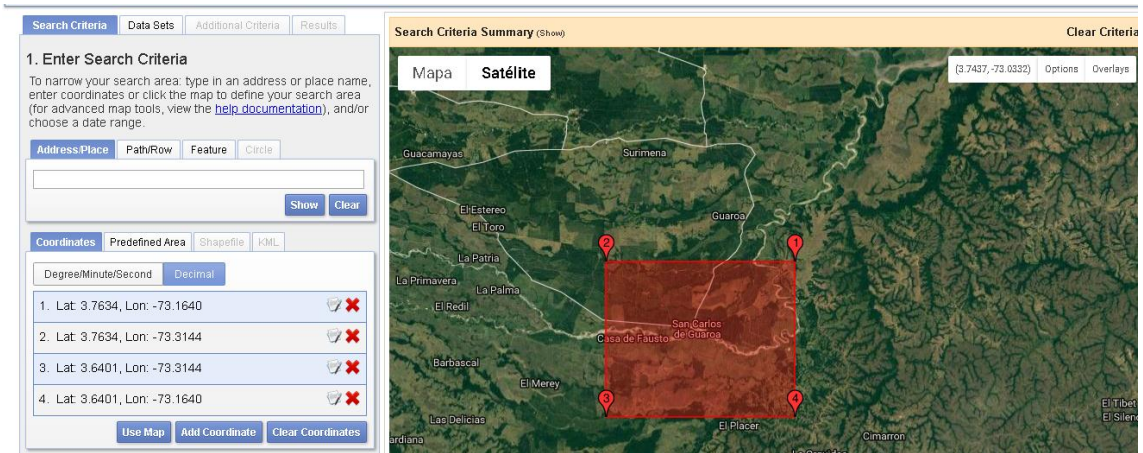 Search Criteria Data Sets Additional Criteria Results
1. Enter Search Criteria
To narrow your search area: type in an address or place name,
enter coordinates or click the map to define your search area
(for advanced map tools, view the help documentation), and/or
choose a date range.
Address/Place Path/Row Feature Circle
Show Clear
Coordinates Predefined Area Shapefile KML
Degree/Minute/Second Decimal
1. Lat: 3.7634, Lon: -73.1640
2. Lat: 3.7634, Lon: -73.3144
3. Lat: 3.6401, Lon: -73.3144
4. Lat: 3.6401, Lon: -73.1640
Use Map Add Coordinate Clear Coordinates
Search Criteria Summary (Show) Clear Criteria
Mapa Satélite (3.7437, -73.0332) Options Overlays
Guacamayas Surimena
El Estereo
Guaroa
El Toro
2 1
La Patria
La Primavera
La Palma
El Redil
San Carlos
de Guaroa
Casa de Fausto
Barbascal
El Merey
3 4
Las Delicias
El Placer
El Tibet
El Silenc
ardiana
Cimarron